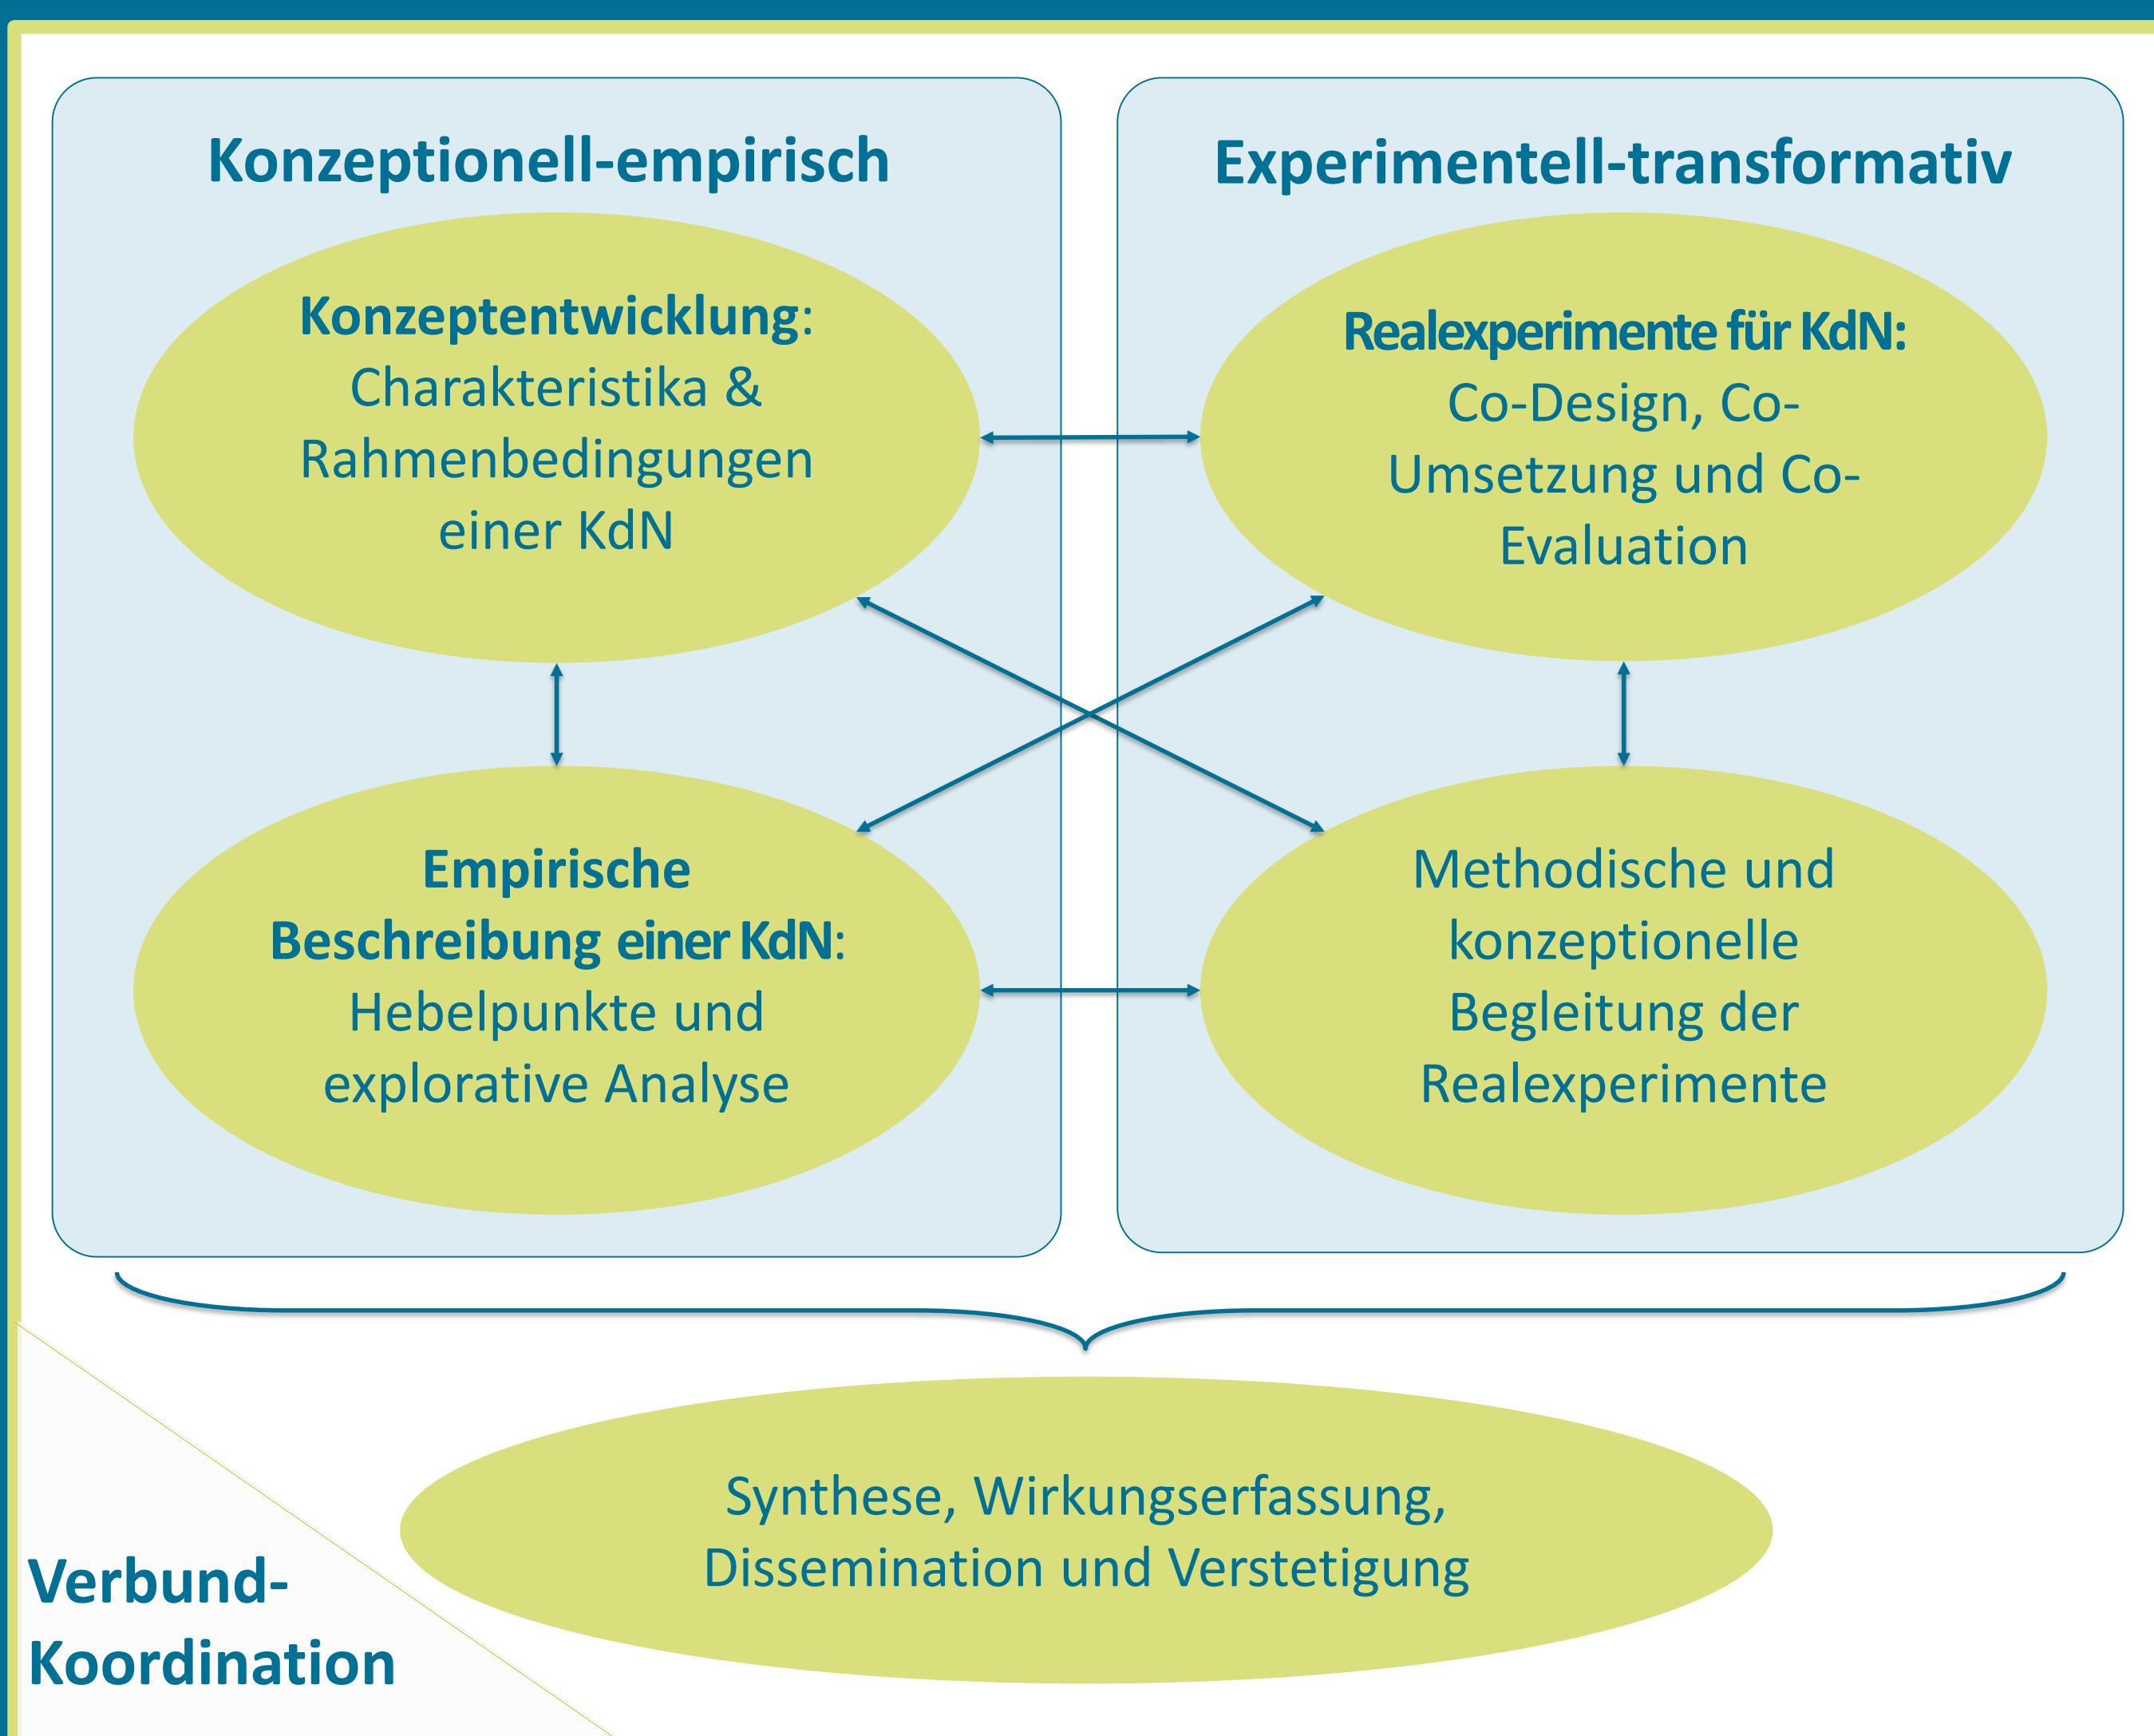 Konzeptionell-empirisch
Konzeptentwicklung:
Charakteristik &
Rahmenbedingungen
einer KdN
Empirische
Beschreibung einer KdN:
Hebelpunkte und
explorative Analyse
Experimentell-transformativ
Realexperimente für KdN:
Co-Design, Co-
Umsetzung und Co-
Evaluation
Methodische und
konzeptionelle
Begleitung der
Realexperimente
Synthese, Wirkungserfassung,
Dissemination und Verstetigung
Verbund-
Koordination